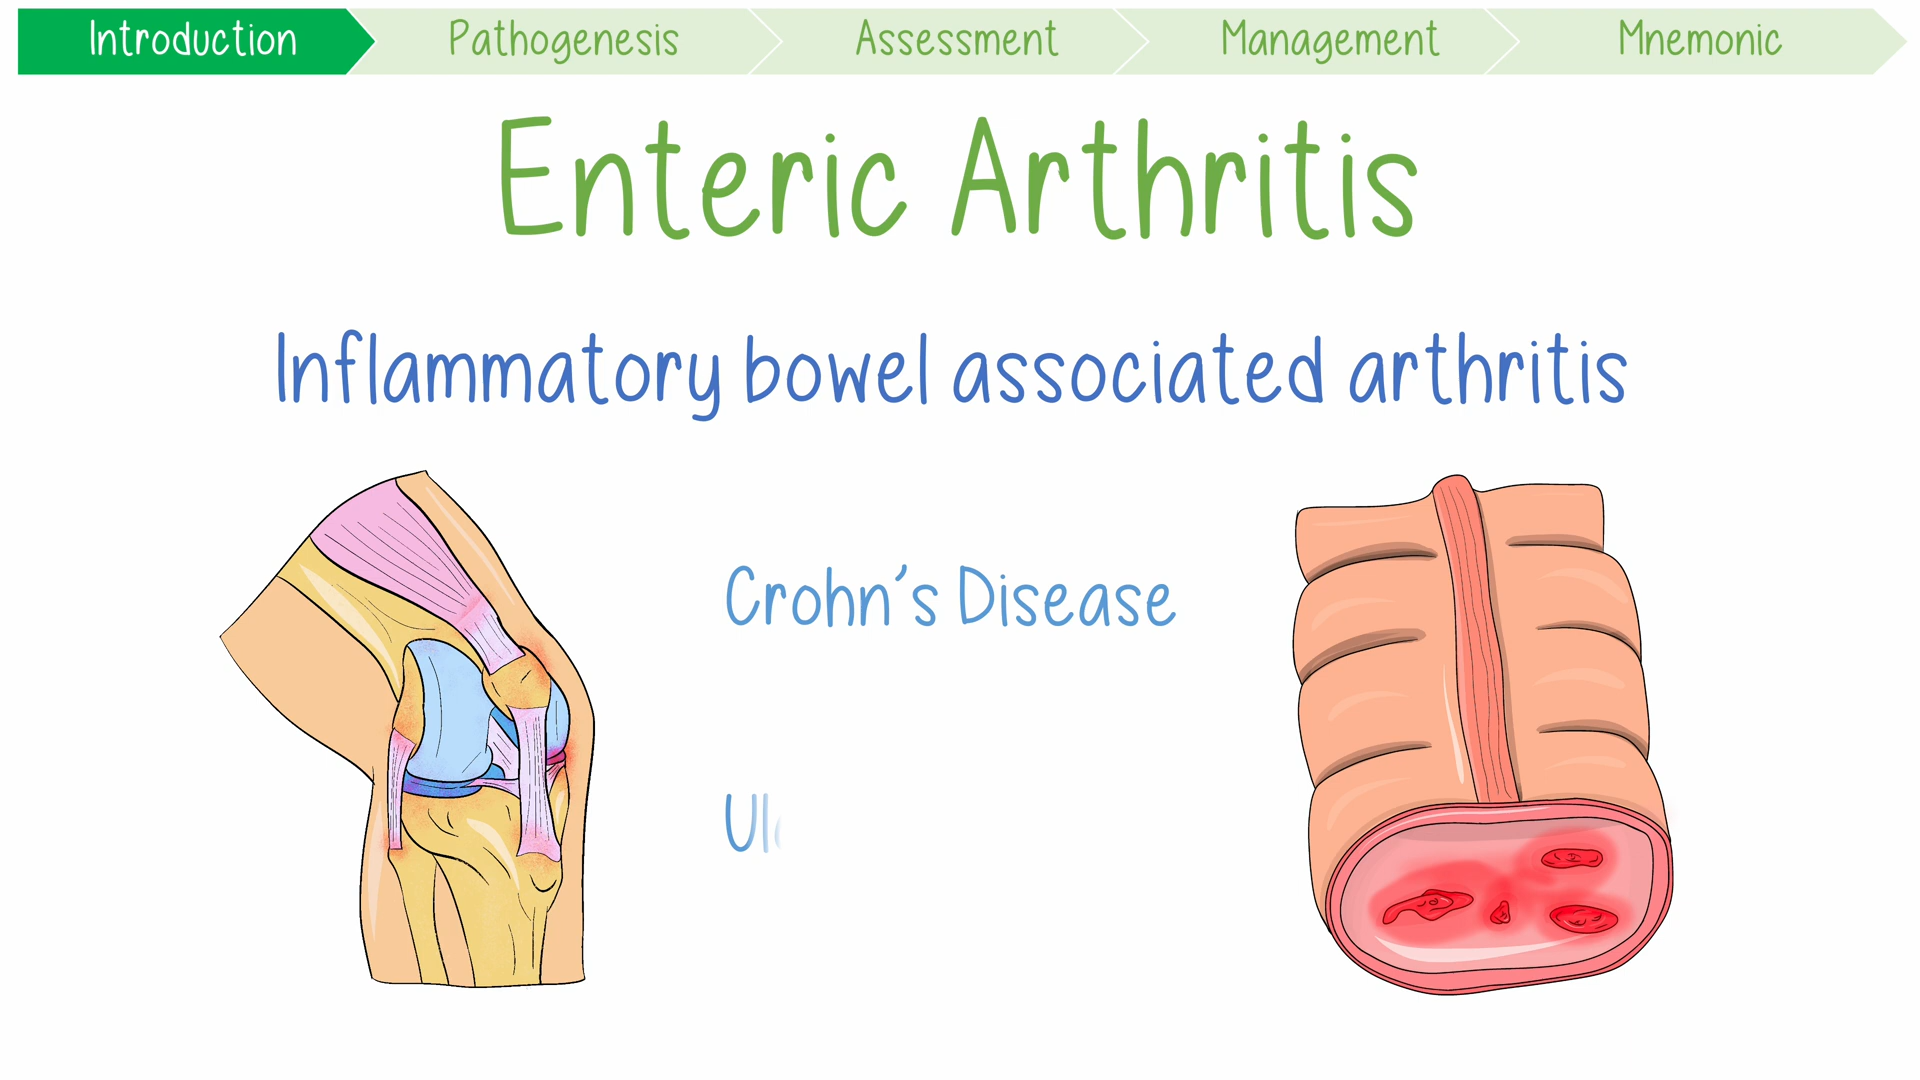 Introduction Pathogenesis Assessment Management Mnemonic
Enteric Arthritis
Inflammatory bowel associated arthritis
Crohn's Disease